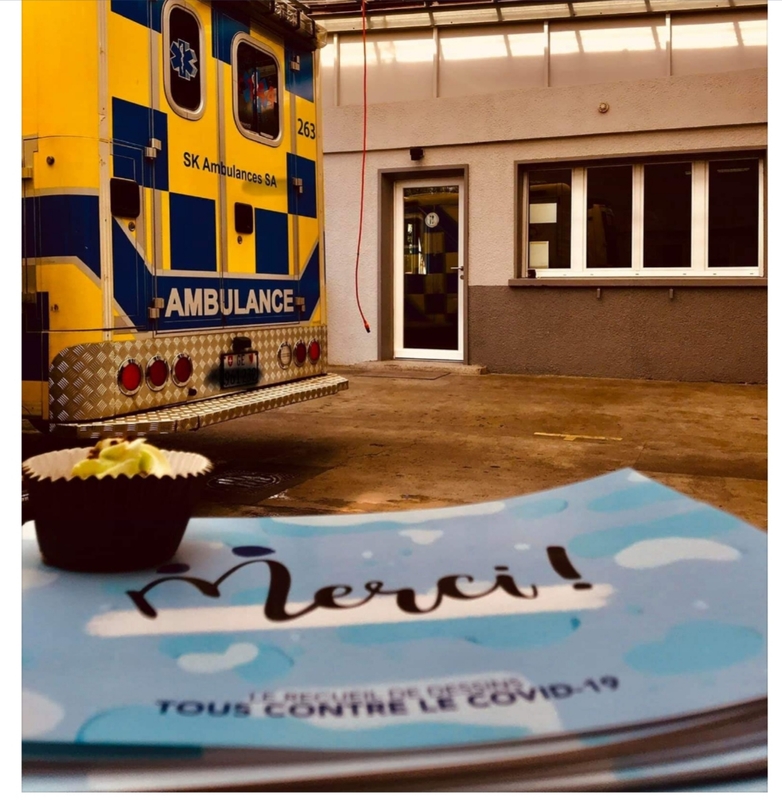 263
SK Ambulances SA
AMBULANCE
Merci !
LE RECUEIL DE DESSINS
TOUS CONTRE LE COVID-19